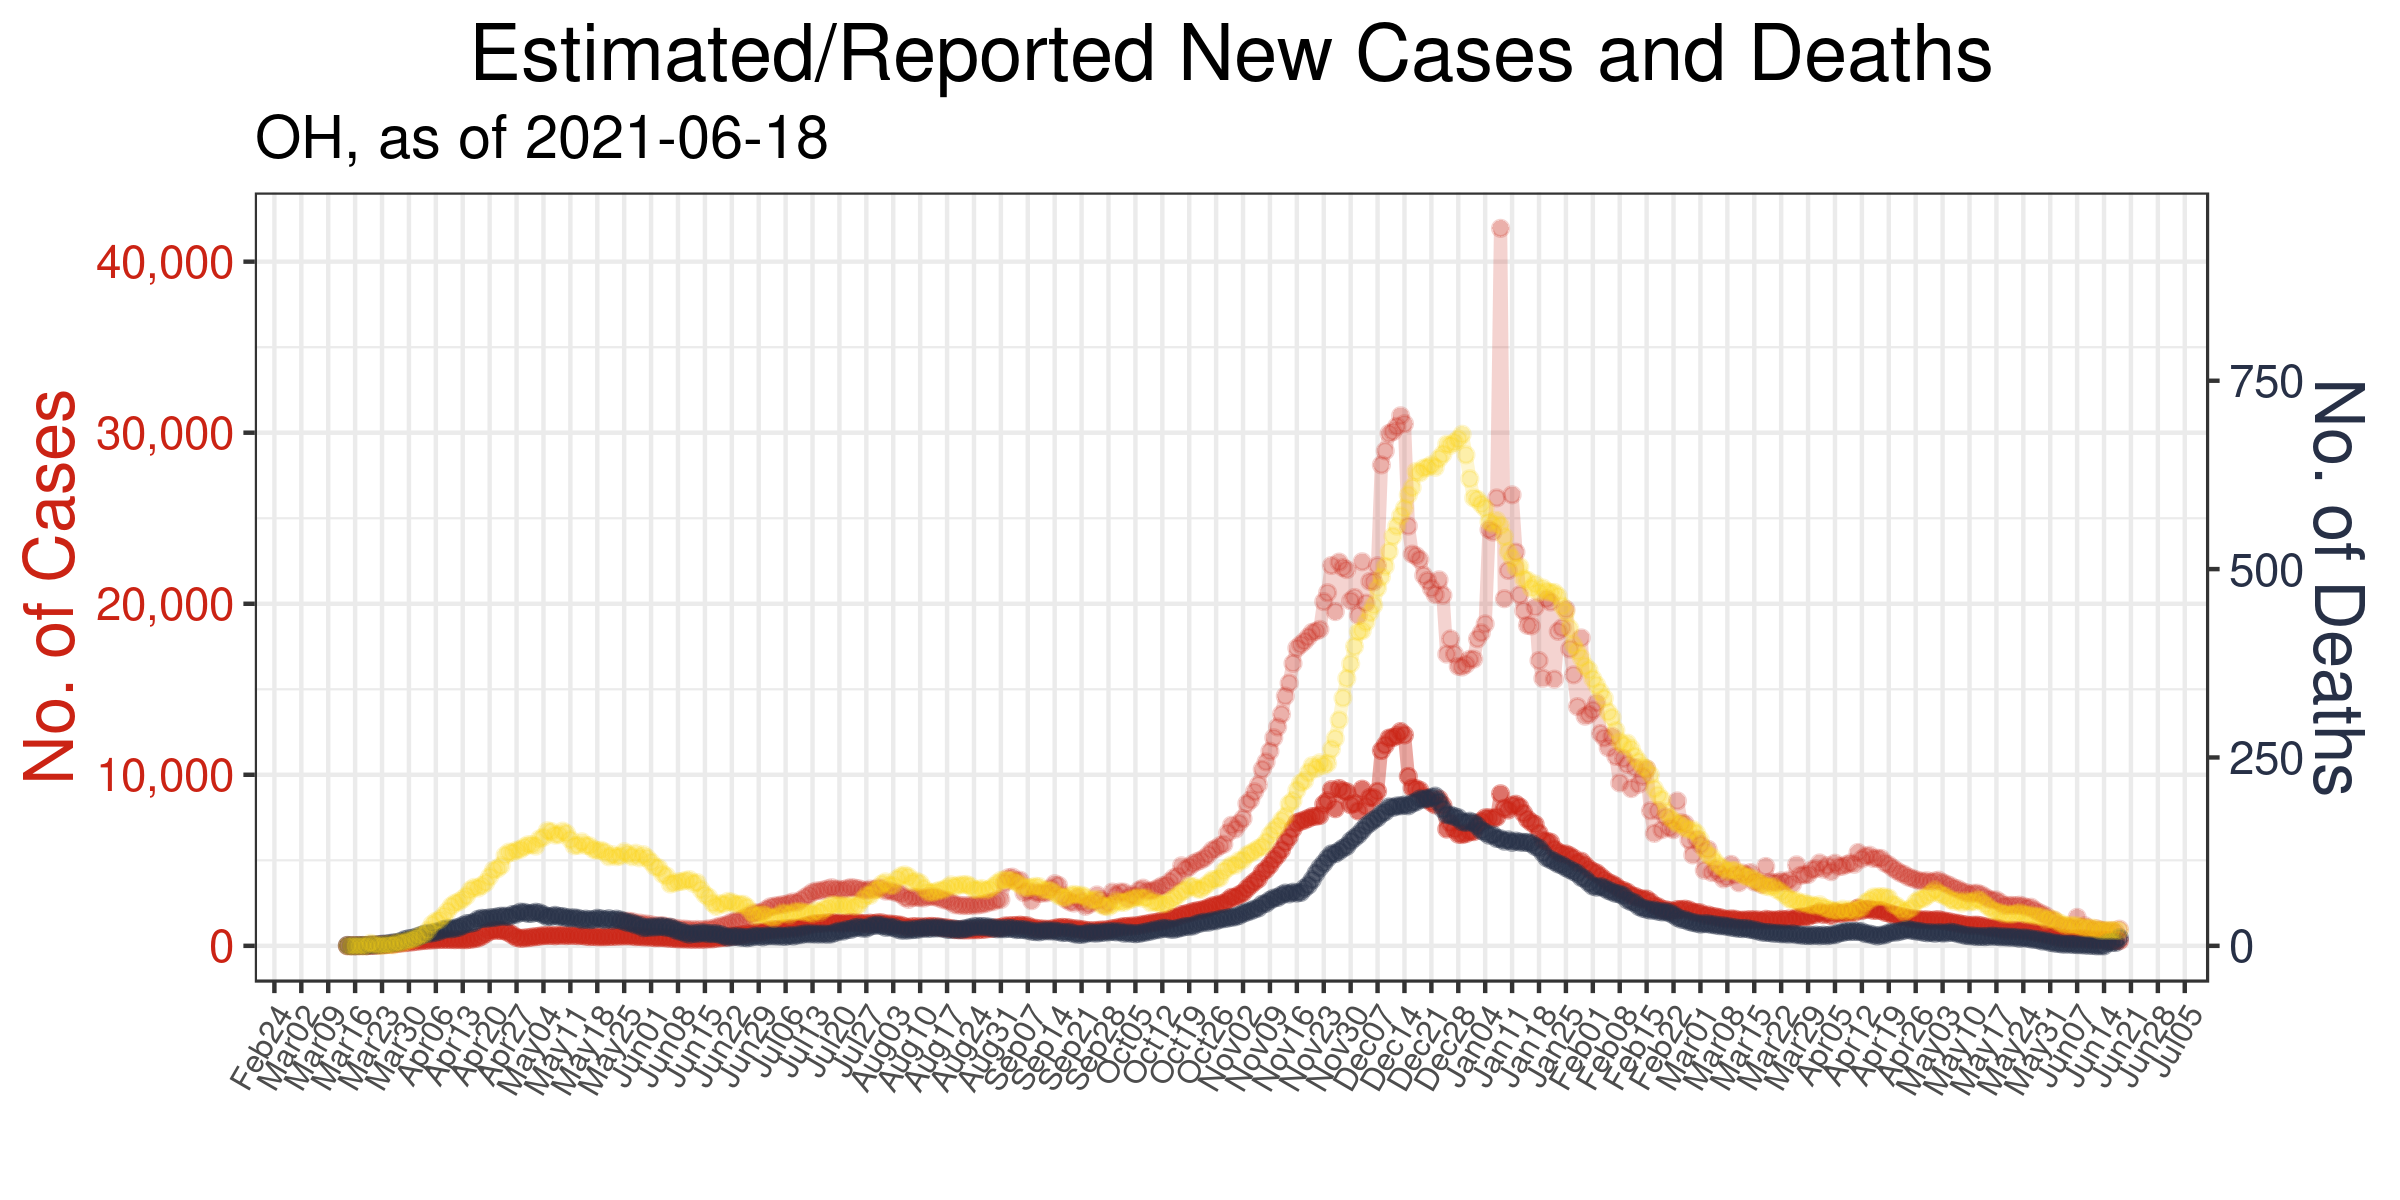 Estimated/Reported New Cases and Deaths
OH, as of 2021-06-18
No. of Cases
40,000
30,000
20,000
10,000
0
No. of Deaths
750
500
250
0
Feb24
Mar02
Mar09
Mar16
Mar23
Mar30
Apr06
Apr13
Apr20
Apr27
May04
May11
May18
May25
Jun01
Jun08
Jun15
Jun22
Jun29
Jul06
Jul13
Jul20
Jul27
Aug03
Aug10
Aug17
Aug24
Aug31
Sep07
Sep14
Sep21
Sep28
Oct05
Oct12
Oct19
Oct26
Nov02
Nov09
Nov16
Nov23
Nov30
Dec07
Dec14
Dec21
Dec28
Jan04
Jan11
Jan18
Jan25
Feb01
Feb08
Feb15
Feb22
Mar01
Mar08
Mar15
Mar22
Mar29
Apr05
Apr12
Apr19
Apr26
May03
May10
May17
May24
May31
Jun07
Jun14
Jun21
Jun28
Jul05